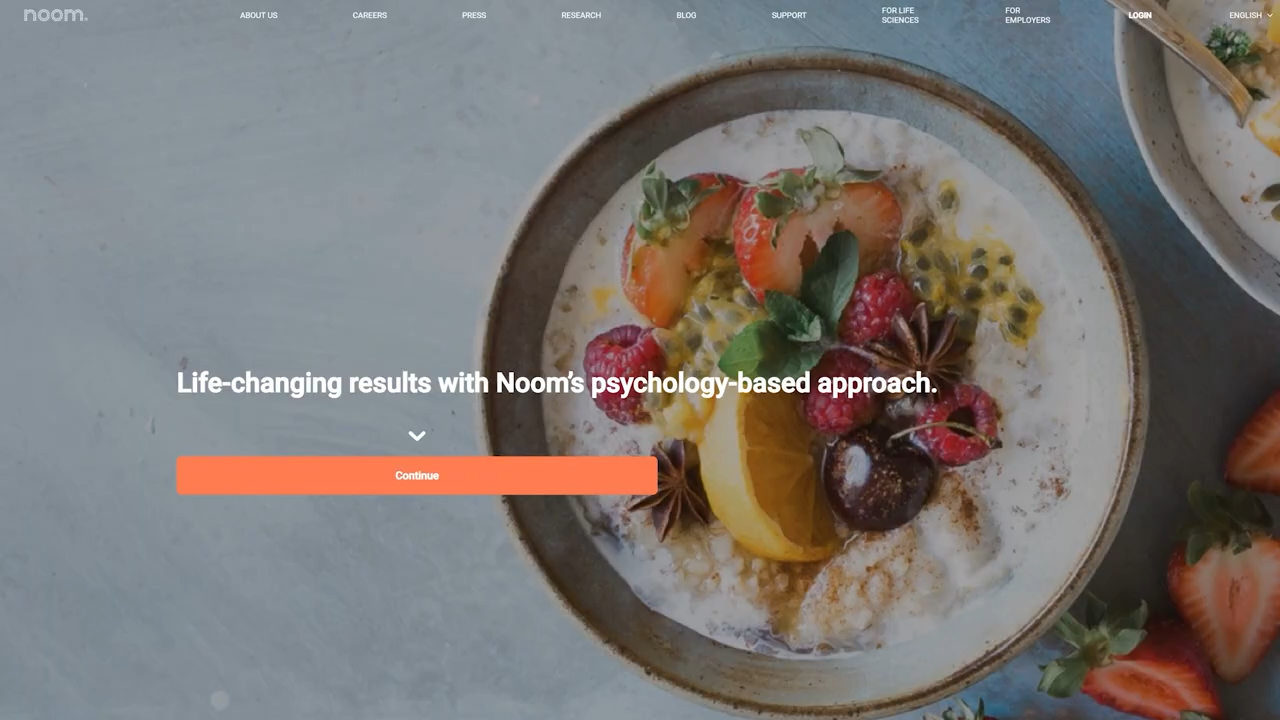 noom.
ABOUT US
CAREERS
PRESS
RESEARCH
BLOG
SUPPORT
FOR LIFE
SCIENCES
FOR
EMPLOYERS
LOGIN
ENGLISH
Life-changing results with Noom’s psychology-based approach.
Continue